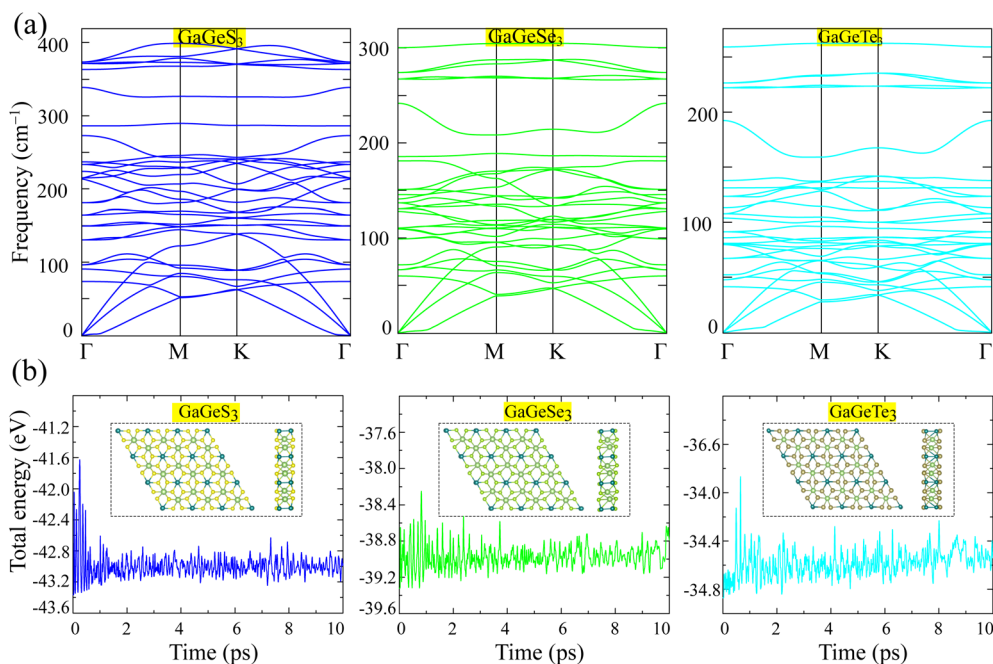 (a)
GaGeS3
GaGeSe3
GaGeTe3
Frequency (cm−1)
400
300
200
100
0
300
200
100
0
200
100
0
Γ M K Γ
Γ M K Γ
Γ M K Γ
(b)
GaGeS3
GaGeSe3
GaGeTe3
Total energy (eV)
-41.2
-41.6
-42.0
-42.4
-42.8
-43.2
-43.6
-37.6
-38.0
-38.4
-38.8
-39.2
-39.6
-36.6
-34.0
-34.4
-34.8
0 2 4 6 8 10
0 2 4 6 8 10
0 2 4 6 8 10
Time (ps)
Time (ps)
Time (ps)